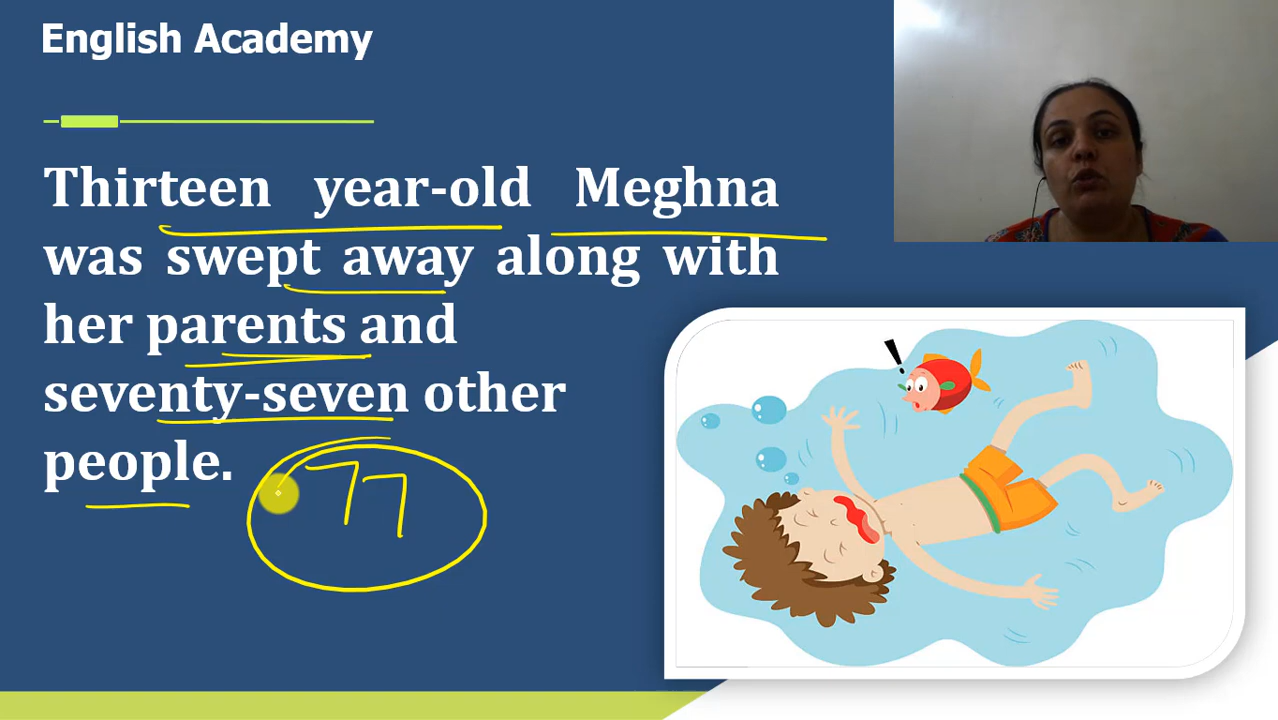 English Academy
Thirteen year-old Meghna
was swept away along with
her parents and
seventy-seven other
people.
77
!